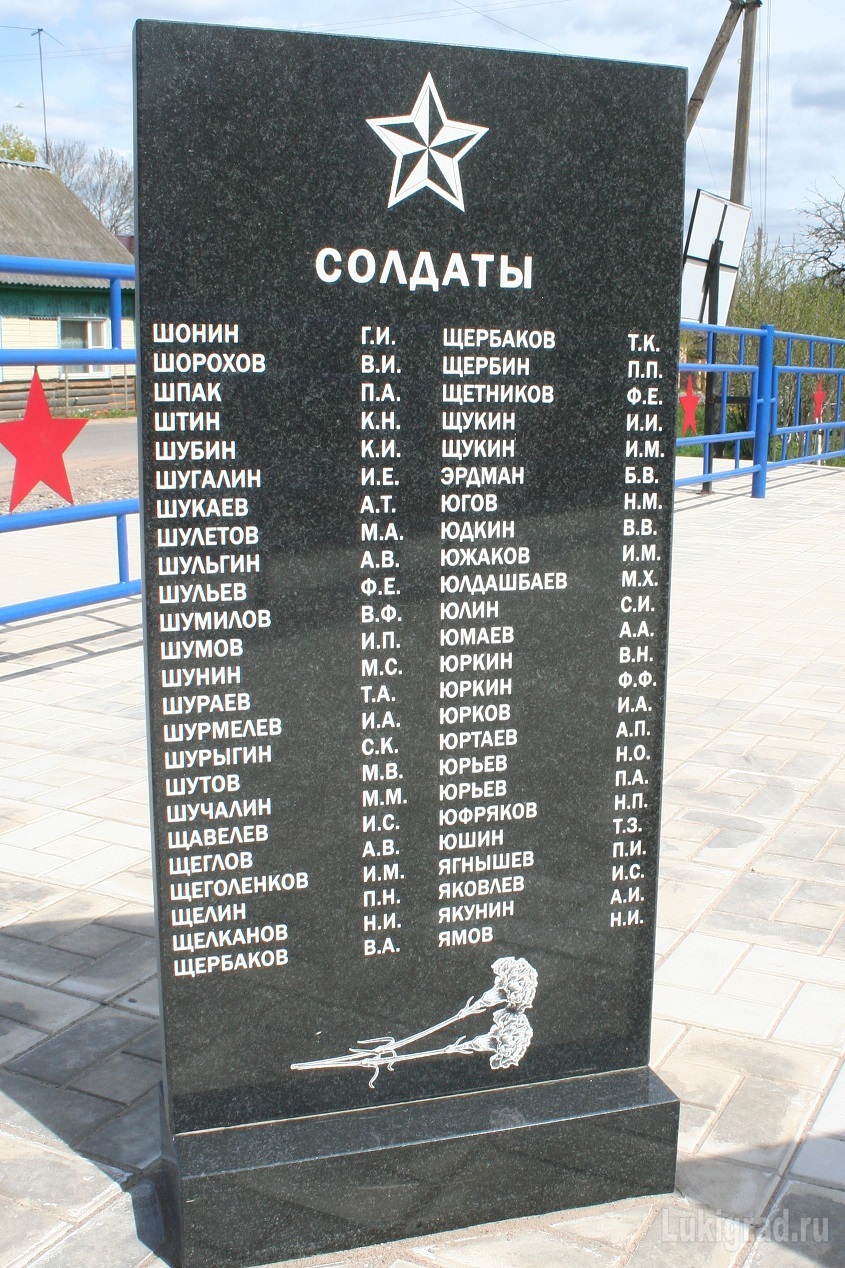 СОЛДАТЫ
ШОНИН Г.И.
ШОРОХОВ В.И.
ШПАК П.А.
ШТИН К.Н.
ШУБИН К.И.
ШУГАЛИН И.Е.
ШУКАЕВ А.Т.
ШУЛЕТОВ М.А.
ШУЛЬГИН А.В.
ШУЛЬЕВ Ф.Е.
ШУМИЛОВ В.Ф.
ШУМОВ И.П.
ШУНИН М.С.
ШУРАЕВ Т.А.
ШУРМЕЛЕВ И.А.
ШУРЫГИН С.К.
ШУТОВ М.В.
ШУЧАЛИН М.М.
ЩАВЕЛЕВ И.С.
ЩЕГЛОВ А.В.
ЩЕГОЛЕНКОВ И.М.
ЩЕЛИН П.Н.
ЩЕЛКАНОВ Н.И.
ЩЕРБАКОВ В.А.
ЩЕРБАКОВ Т.К.
ЩЕРБИН П.П.
ЩЕТНИКОВ Ф.Е.
ЩУКИН И.И.
ЩУКИН И.М.
ЭРДМАН Б.В.
ЮГОВ Н.М.
ЮДКИН В.В.
ЮЖАКОВ И.М.
ЮЛДАШБАЕВ М.Х.
ЮЛИН С.И.
ЮМАЕВ А.А.
ЮРКИН В.Н.
ЮРКИН Ф.Ф.
ЮРКОВ И.А.
ЮРТАЕВ А.П.
ЮРЬЕВ Н.О.
ЮРЬЕВ П.А.
ЮФРЯКОВ Н.П.
ЮШИН Т.З.
ЯГНЫШЕВ П.И.
ЯКОВЛЕВ И.С.
ЯКУНИН А.И.
ЯМОВ Н.И.
Lukigrad.ru